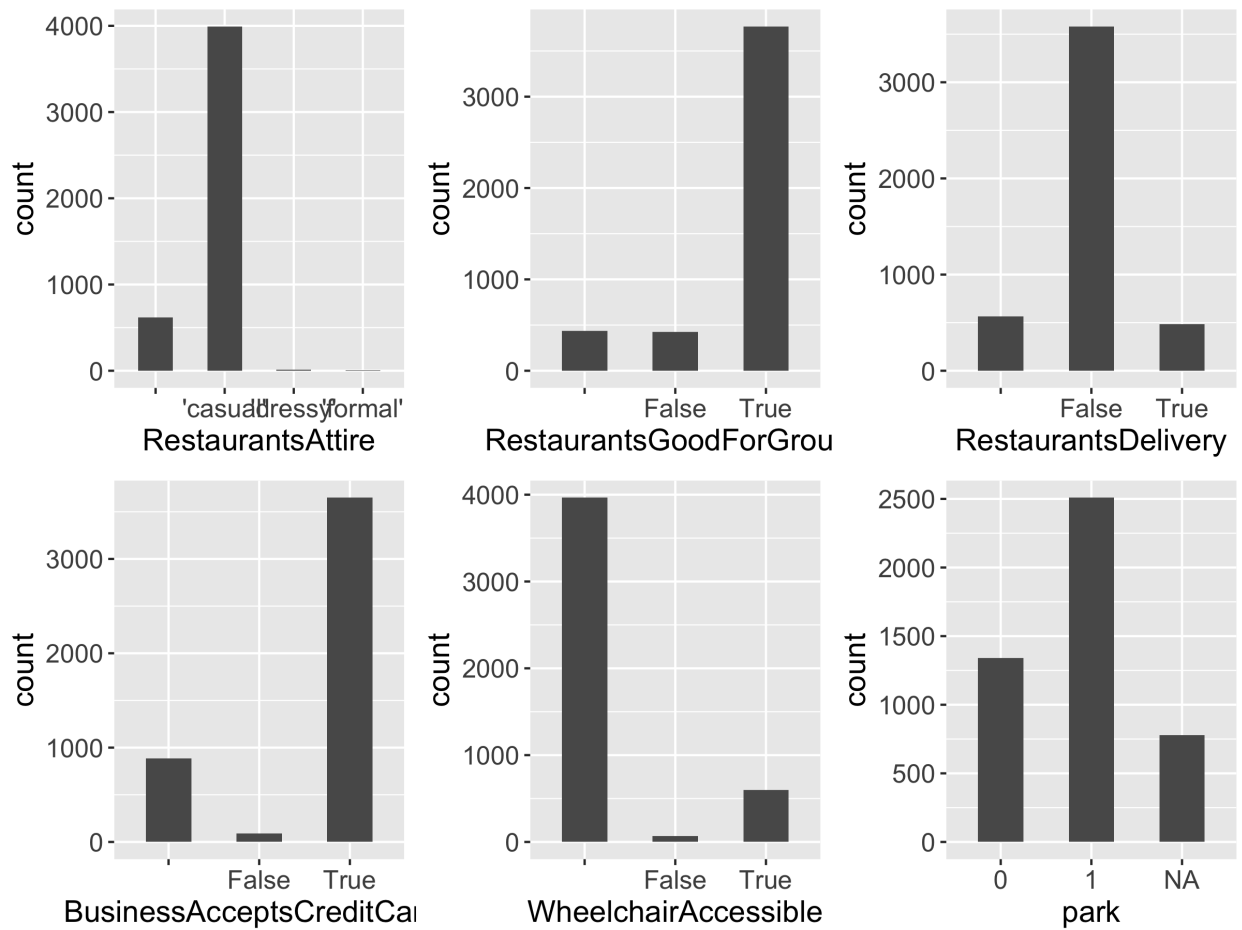 4000
3000
2000
1000
0
count
'casual' 'dressy' 'formal'
RestaurantsAttire
3000
2000
1000
0
count
False True
RestaurantsGoodForGrou
3000
2000
1000
0
count
False True
RestaurantsDelivery
3000
2000
1000
0
count
False True
BusinessAcceptsCreditCar
4000
3000
2000
1000
0
count
False True
WheelchairAccessible
2500
2000
1500
1000
500
0
count
0 1 NA
park